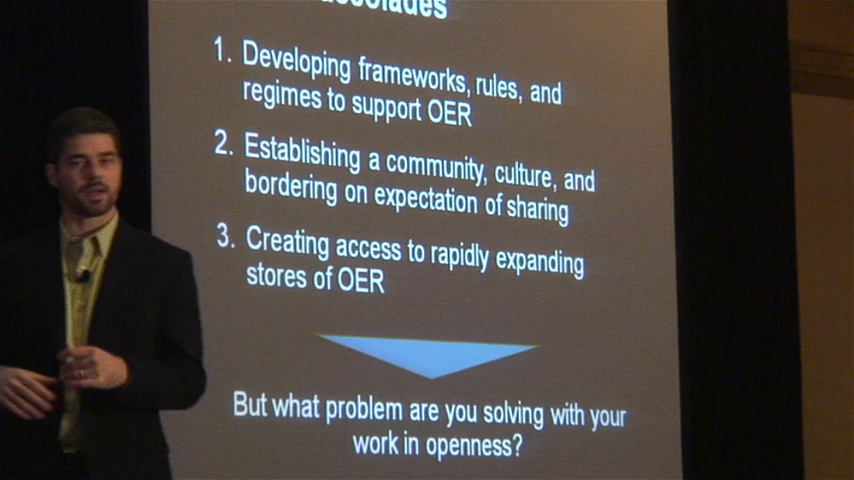 accolades
1. Developing frameworks, rules, and
regimes to support OER
2. Establishing a community, culture, and
bordering on expectation of sharing
3. Creating access to rapidly expanding
stores of OER
But what problem are you solving with your
work in openness?